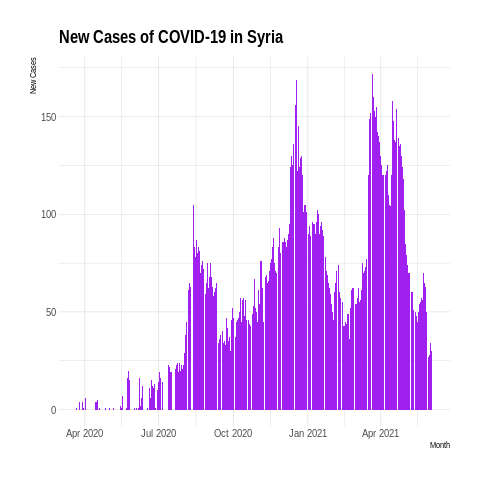 New Cases of COVID-19 in Syria
New Cases
150
100
50
0
Apr 2020 Jul 2020 Oct 2020 Jan 2021 Apr 2021
Month